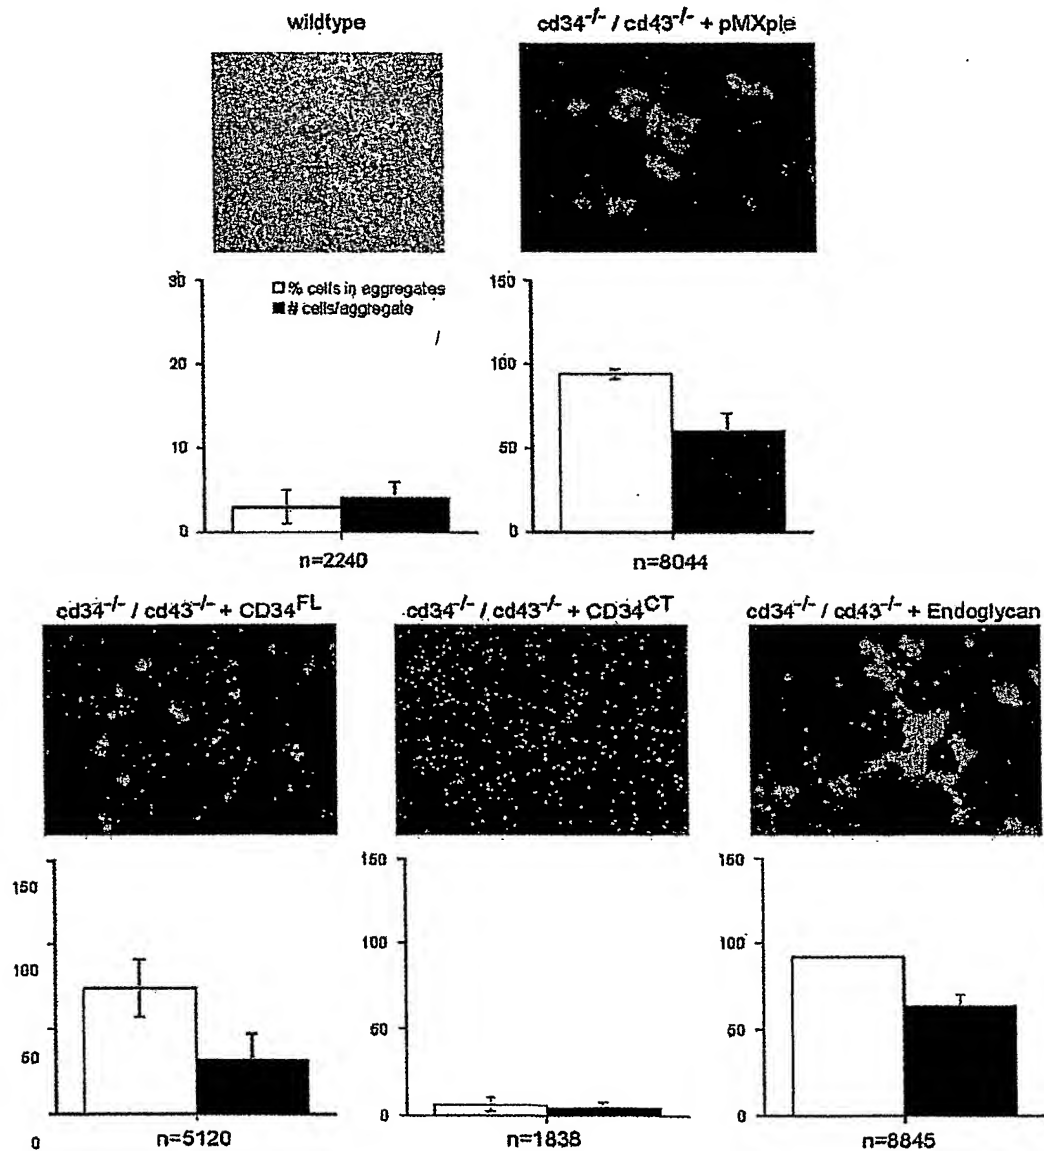 wildtype
cd34-/- / cd43-/- + pMXpie
30
20
10
0
□ % cells in aggregates
■ # cells/aggregate
n=2240
150
100
50
0
n=8044
cd34-/- / cd43-/- + CD34FL
150
100
50
0
n=5120
cd34-/- / cd43-/- + CD34CT
150
100
50
0
n=1838
cd34-/- / cd43-/- + Endoglycan
150
100
50
0
n=8845